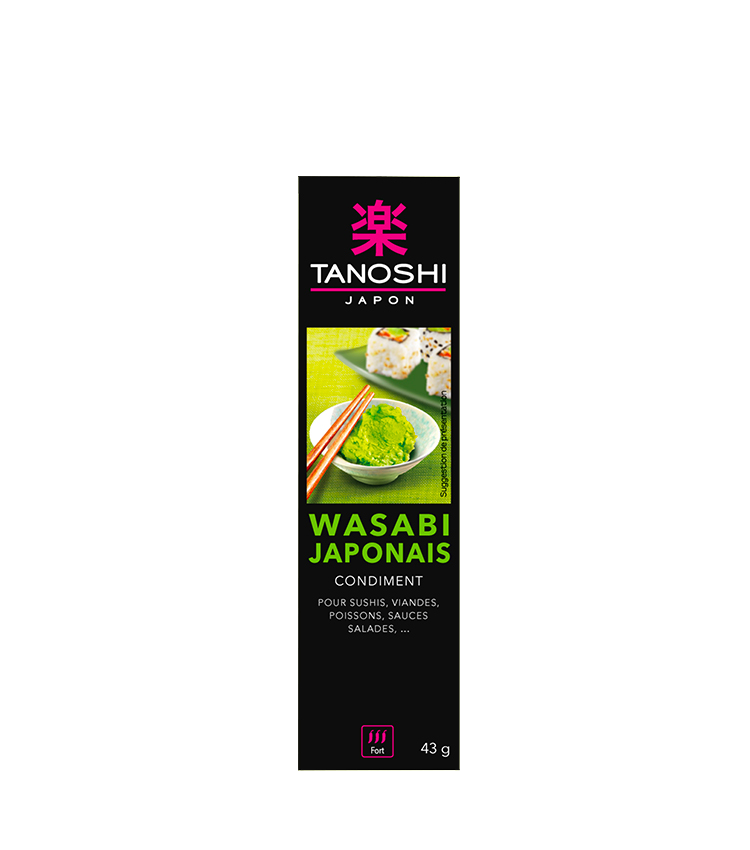 楽
TANOSHI
JAPON
Suggestion de présentation
WASABI
JAPONAIS
CONDIMENT
POUR SUSHIS, VIANDES,
POISSONS, SAUCES
SALADES, ...
Fort
43 g